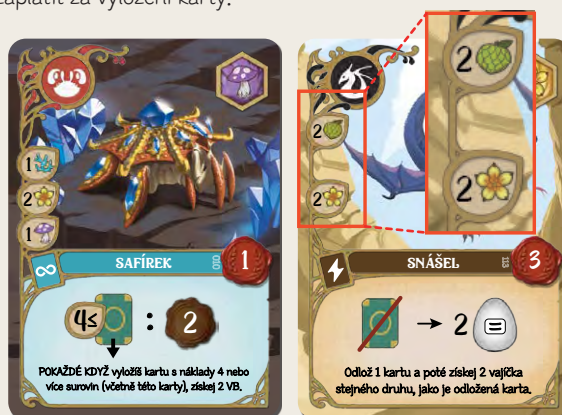 zaplatit za vyložení karty.
1
2
1
SAFÍREK
010
1
4≤
:
2
POKAŽDÉ KDYŽ vyložíš kartu s náklady 4 nebo
více surovin (včetně této karty), získej 2 VB.
2
2
2
2
SNÁŠEL
113
3
→ 2
=
Odlož 1 kartu a poté získej 2 vajíčka
stejného druhu, jako je odložená karta.